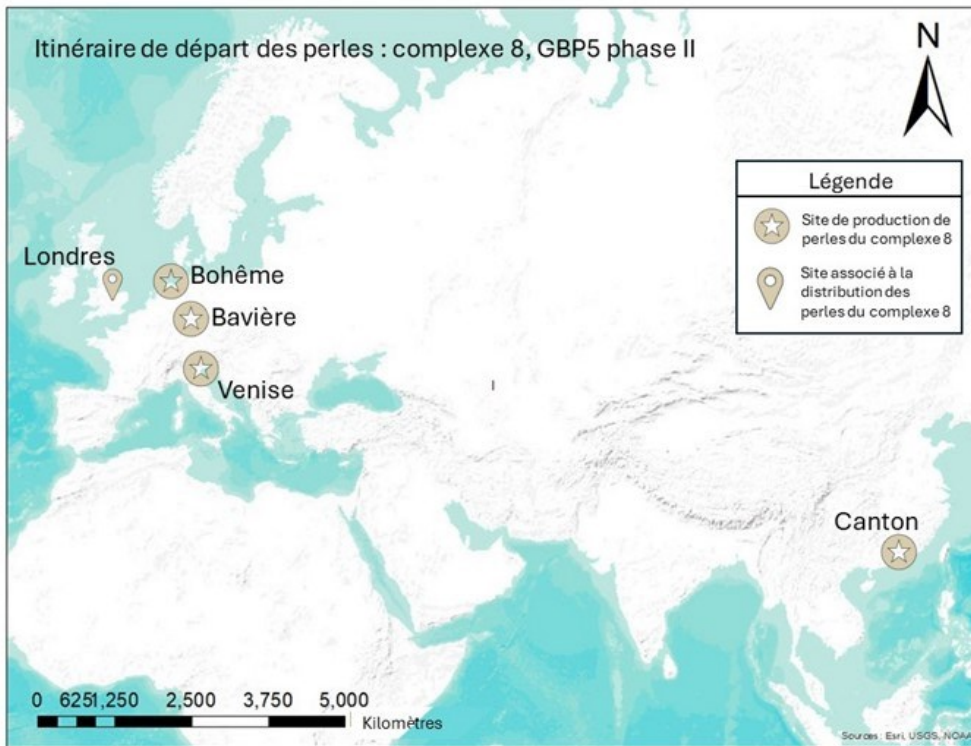 Itinéraire de départ des perles : complexe 8, GBP5 phase II
N
Légende
Site de production de
perles du complexe 8
Site associé à la
distribution des
perles du complexe 8
Londres
Bohême
Bavière
Venise
Canton
0 625 1,250 2,500 3,750 5,000
Kilomètres
Sources : Esri, USGS, NOAA